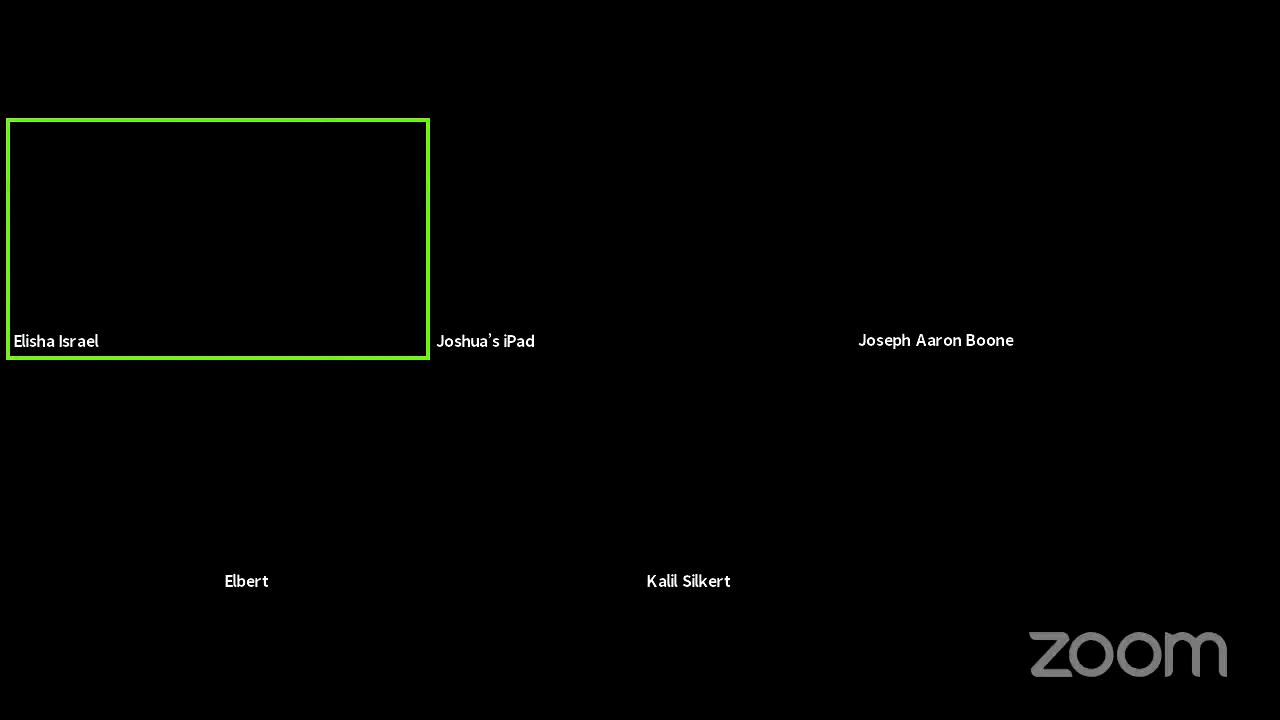 Elisha Israel
Joshua’s iPad
Joseph Aaron Boone
Elbert
Kalil Silkert
zoom